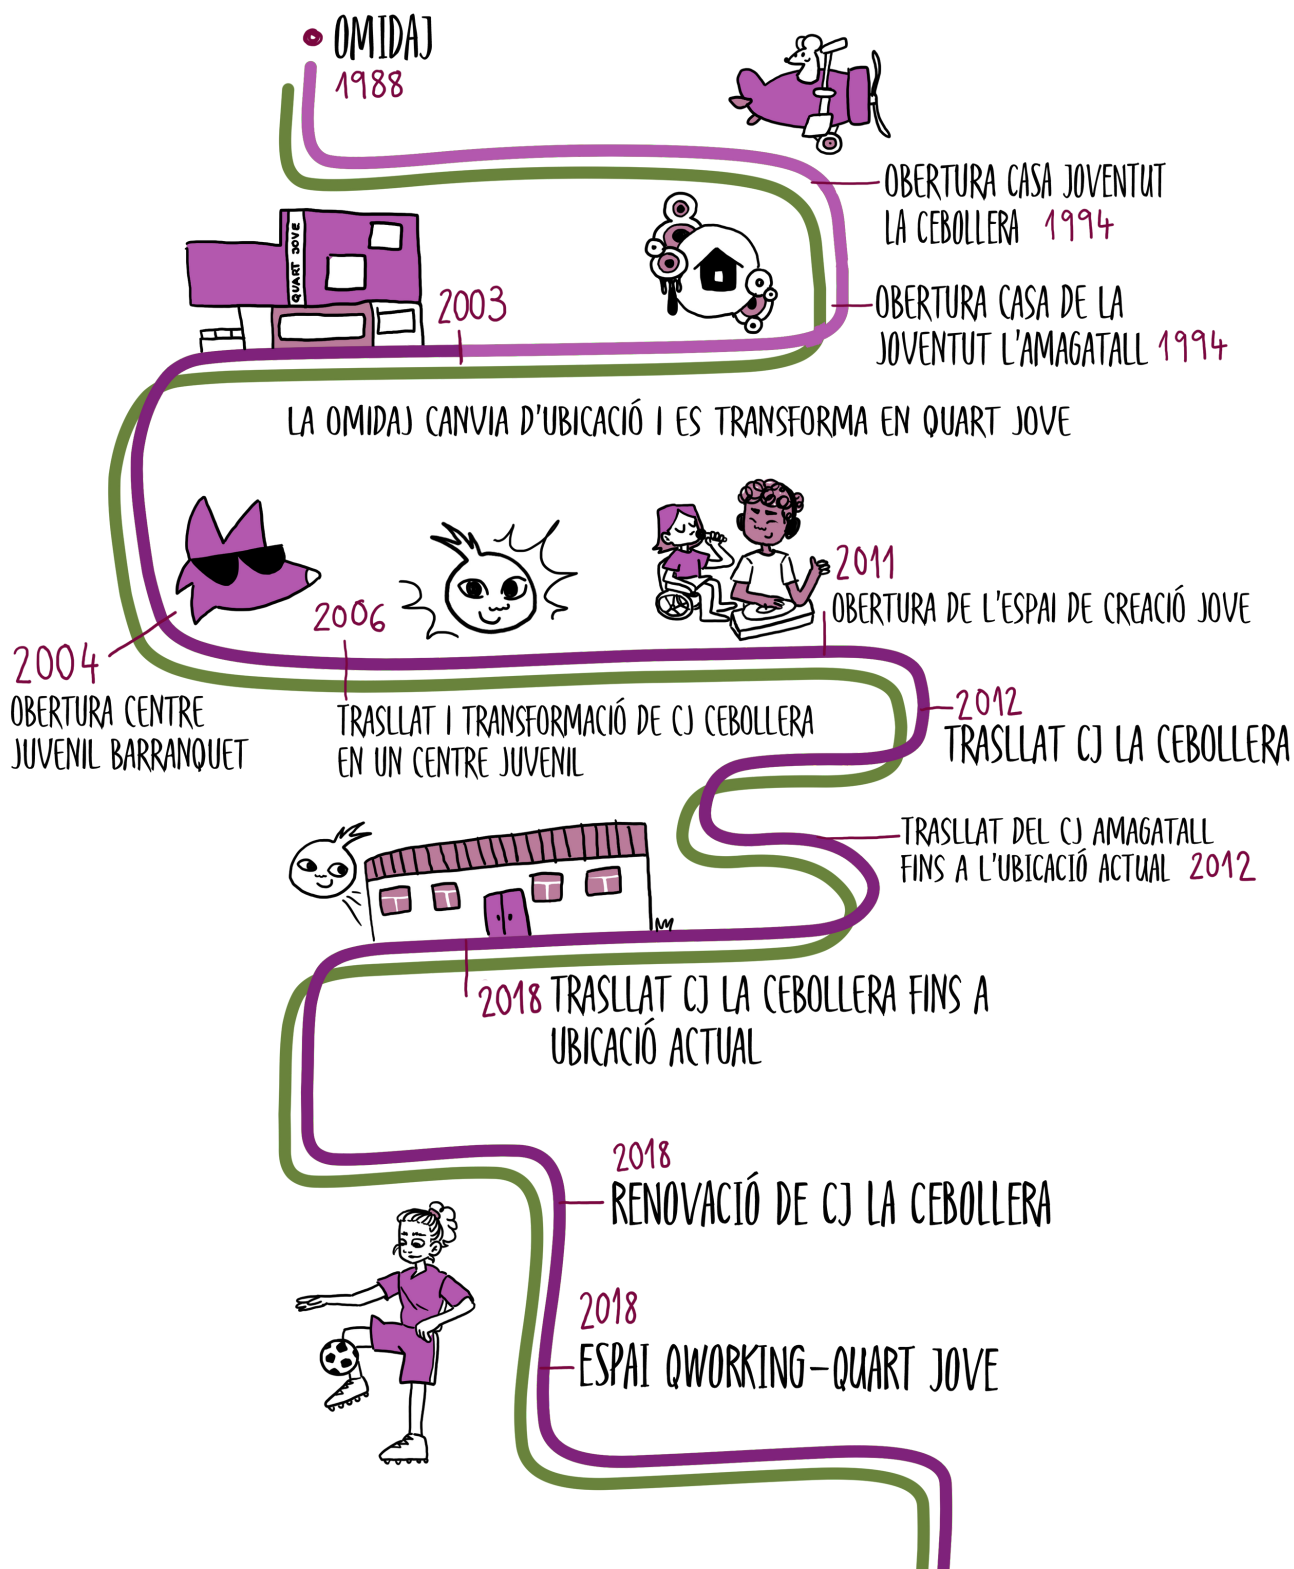 OMIDAJ
1988
OBERTURA CASA JOVENTUT
LA CEBOLLERA 1994
QUART JOVE
2003
OBERTURA CASA DE LA
JOVENTUT L'AMAGATALL 1994
LA OMIDAJ CANVIA D'UBICACIÓ I ES TRANSFORMA EN QUART JOVE
2004
OBERTURA CENTRE
JUVENIL BARRANQUET
2006
TRASLLAT I TRANSFORMACIÓ DE CJ CEBOLLERA
EN UN CENTRE JUVENIL
2011
OBERTURA DE L'ESPAI DE CREACIÓ JOVE
2012
TRASLLAT CJ LA CEBOLLERA
TRASLLAT DEL CJ AMAGATALL
FINS A L'UBICACIÓ ACTUAL 2012
2018 TRASLLAT CJ LA CEBOLLERA FINS A
UBICACIÓ ACTUAL
2018
RENOVACIÓ DE CJ LA CEBOLLERA
2018
ESPAI QWORKING-QUART JOVE